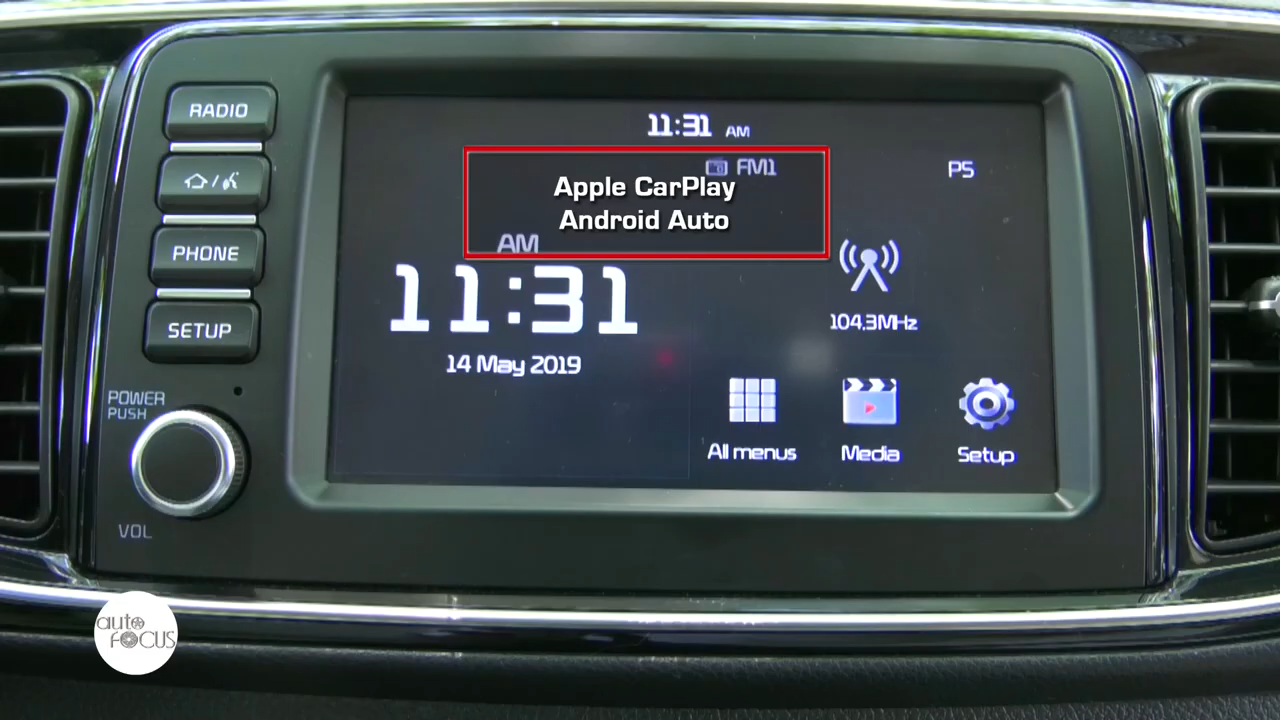 RADIO
PHONE
SETUP
POWER
PUSH
VOL
11:31 AM
FM1
P5
Apple CarPlay
Android Auto
AM
11:31
14 May 2019
104.3MHz
All menus
Media
Setup
auto
FOCUS